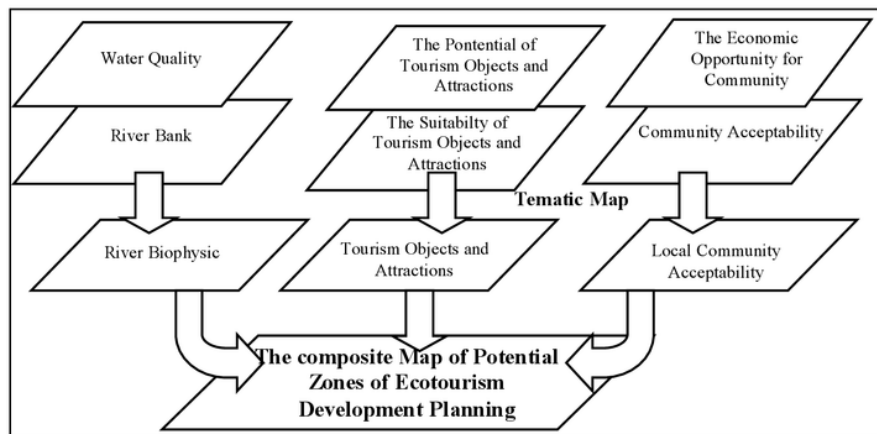 Water Quality
The Pontential of
Tourism Objects and
Attractions
The Economic
Opportunity for
Community
River Bank
The Suitabilty of
Tourism Objects and
Attractions
Community Acceptability
Tematic Map
River Biophysic
Tourism Objects and
Attractions
Local Community
Acceptability
The composite Map of Potential
Zones of Ecotourism
Development Planning